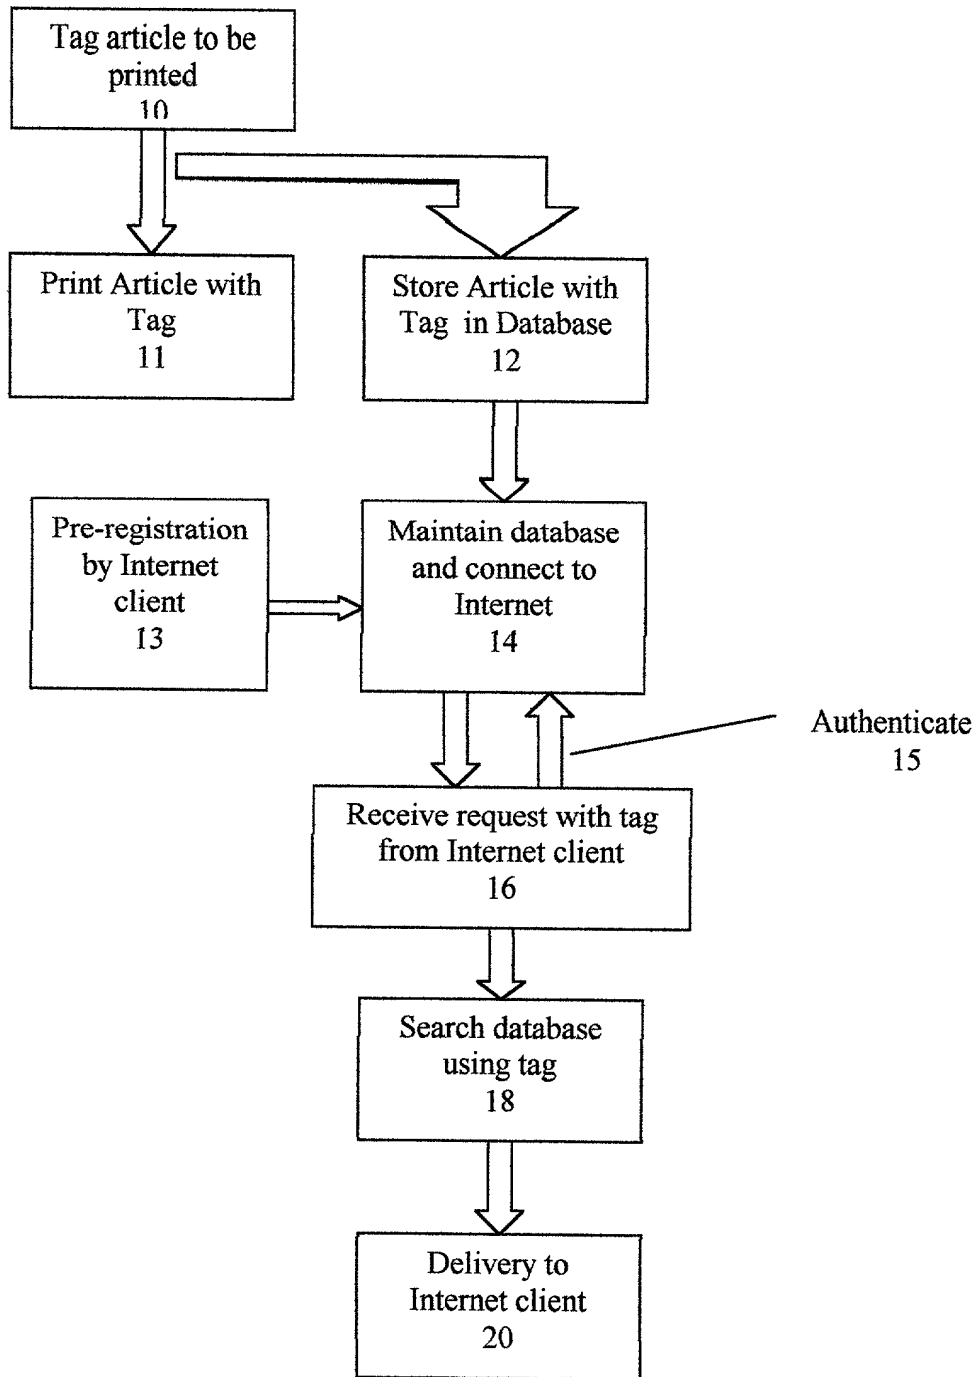 Tag article to be
printed
10
Print Article with
Tag
11
Store Article with
Tag in Database
12
Pre-registration
by Internet
client
13
Maintain database
and connect to
Internet
14
Authenticate
15
Receive request with tag
from Internet client
16
Search database
using tag
18
Delivery to
Internet client
20